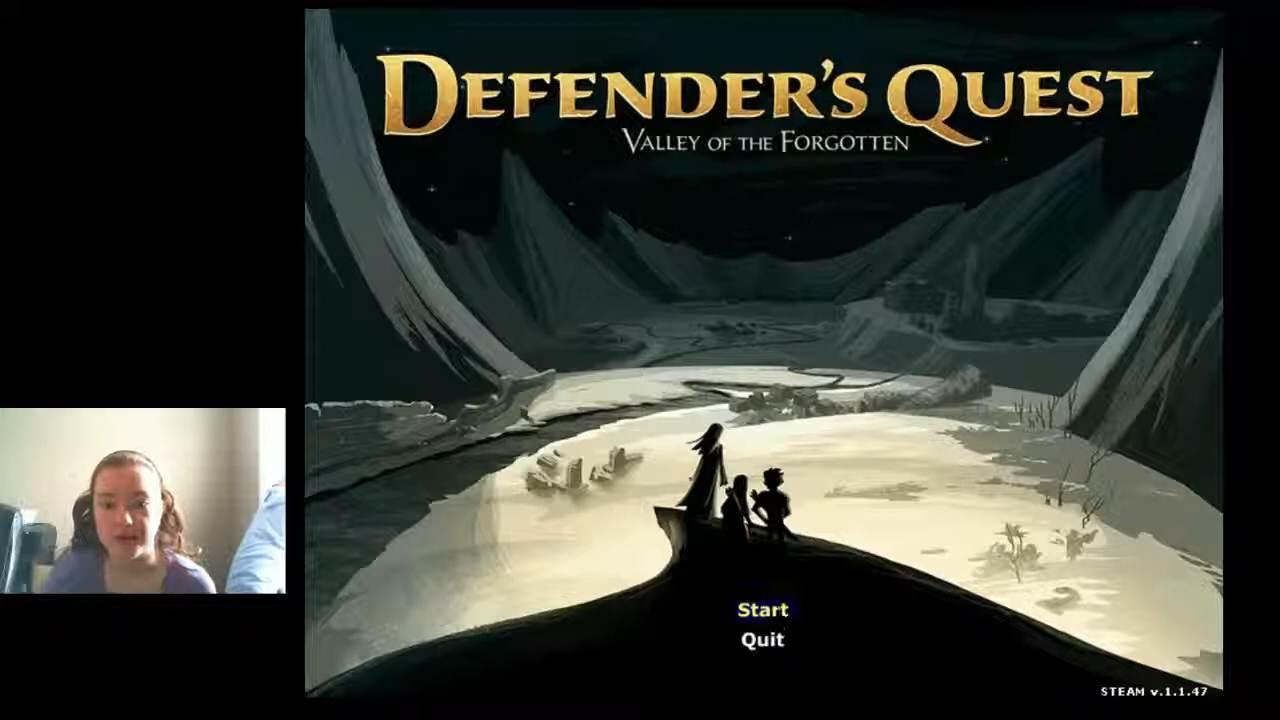 DEFENDER'S QUEST
VALLEY OF THE FORGOTTEN
Start
Quit
STEAM v.1.1.47